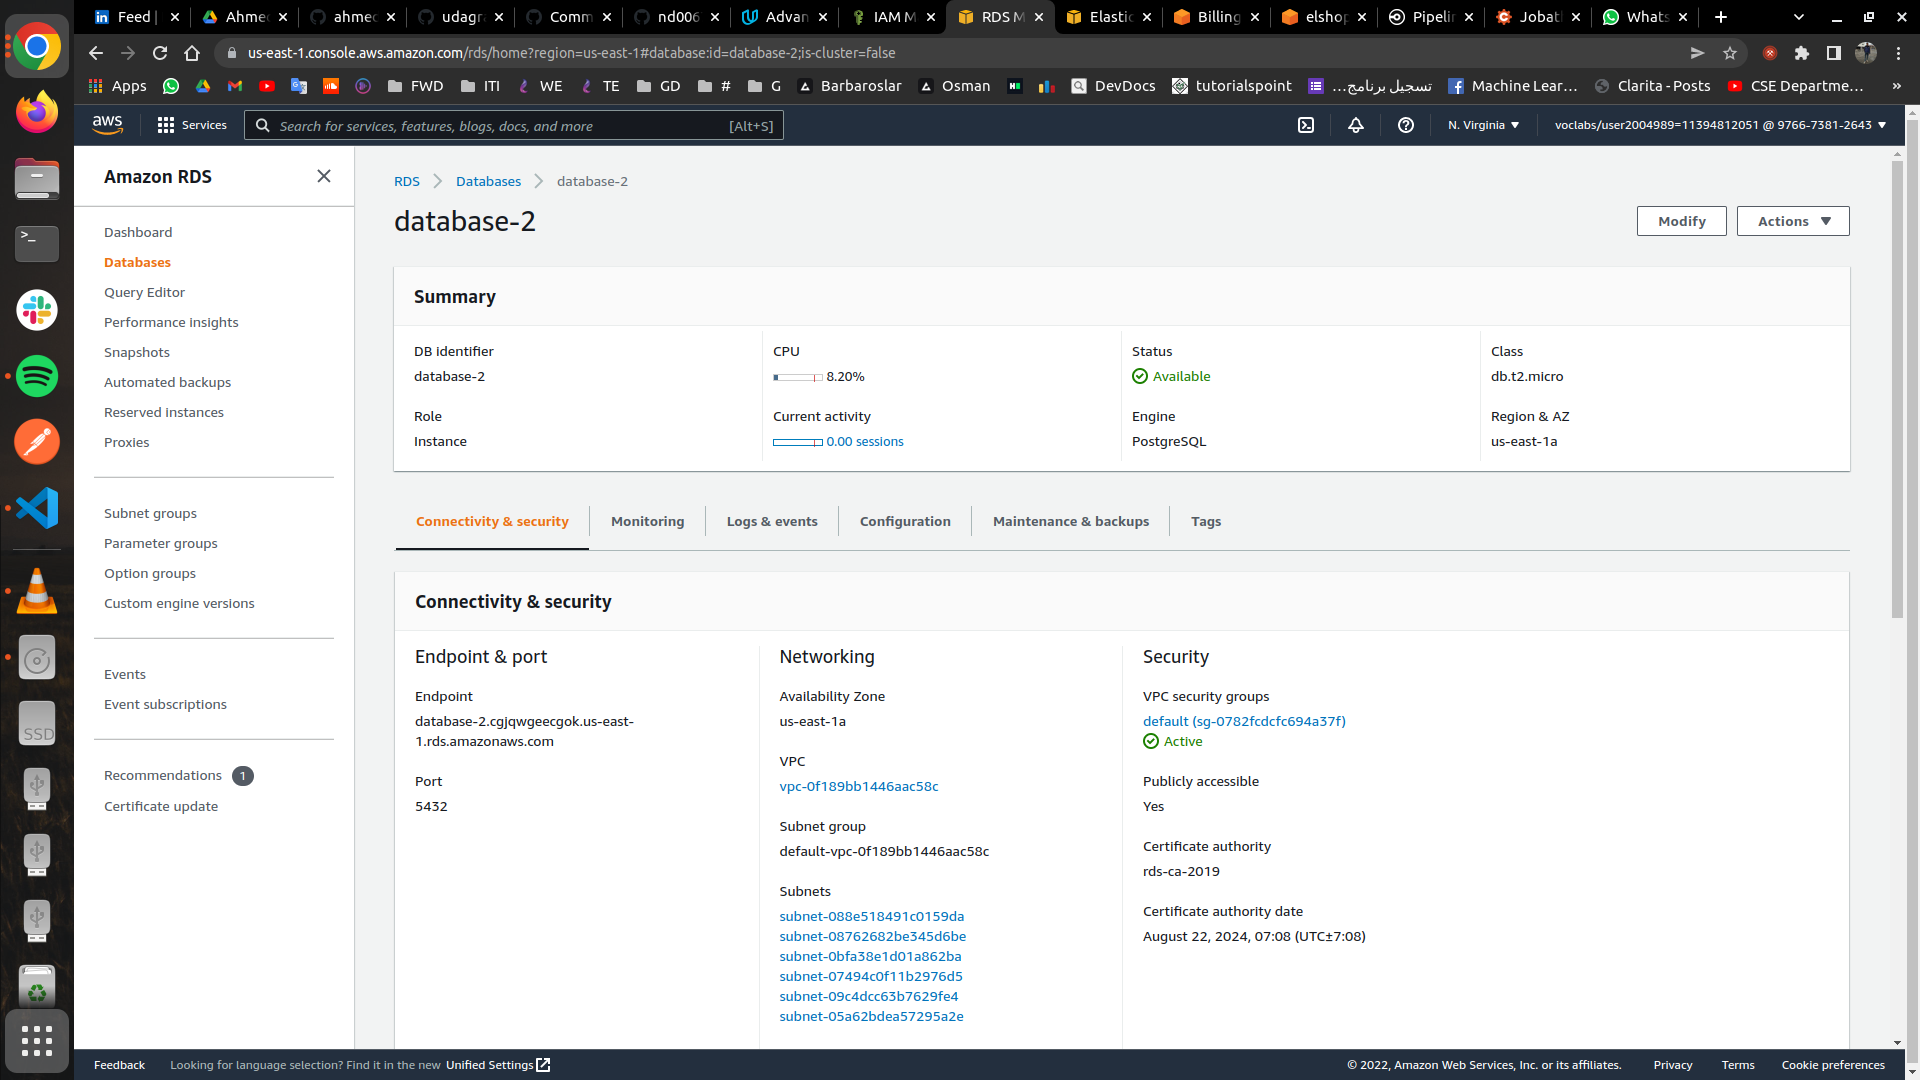 Feed |
Ahmec
ahmec
udagra
Comm
nd006
Advan
IAM M
RDS M
Elastic
Billing
elshop
Pipelin
Jobat
Whats
us-east-1.console.aws.amazon.com/rds/home?region=us-east-1#database:id=database-2;is-cluster=false
Apps
FWD
ITI
WE
TE
GD
#
G
Barbaroslar
Osman
DevDocs
tutorialspoint
تسجيل برنامج...
Machine Lear...
Clarita - Posts
CSE Departme...
»
aws
Services
Search for services, features, blogs, docs, and more
[Alt+S]
N. Virginia
voclabs/user2004989=11394812051 @ 9766-7381-2643
Amazon RDS
Dashboard
Databases
Query Editor
Performance insights
Snapshots
Automated backups
Reserved instances
Proxies
Subnet groups
Parameter groups
Option groups
Custom engine versions
Events
Event subscriptions
Recommendations 1
Certificate update
SSD
RDS
Databases
database-2
database-2
Modify
Actions
Summary
DB identifier
database-2
CPU
8.20%
Status
Available
Class
db.t2.micro
Role
Instance
Current activity
0.00 sessions
Engine
PostgreSQL
Region & AZ
us-east-1a
Connectivity & security
Monitoring
Logs & events
Configuration
Maintenance & backups
Tags
Connectivity & security
Endpoint & port
Endpoint
database-2.cgjqwgeecgok.us-east-
1.rds.amazonaws.com
Port
5432
Networking
Availability Zone
us-east-1a
VPC
vpc-0f189bb1446aac58c
Subnet group
default-vpc-0f189bb1446aac58c
Subnets
subnet-088e518491c0159da
subnet-08762682be345d6be
subnet-0bfa38e1d01a862ba
subnet-07494c0f11b2976d5
subnet-09c4dcc63b7629fe4
subnet-05a62bdea57295a2e
Security
VPC security groups
default (sg-0782fcdcfc694a37f)
Active
Publicly accessible
Yes
Certificate authority
rds-ca-2019
Certificate authority date
August 22, 2024, 07:08 (UTC±7:08)
Feedback
Looking for language selection? Find it in the new Unified Settings
© 2022, Amazon Web Services, Inc. or its affiliates.
Privacy
Terms
Cookie preferences